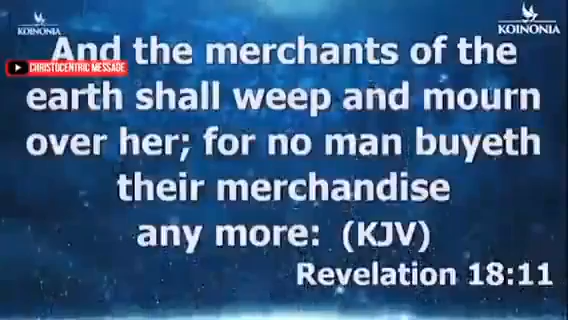 KOINONIA
KOINONIA
And the merchants of the
CHRISTOCENTRIC MESSAGE
earth shall weep and mourn
over her; for no man buyeth
their merchandise
any more: (KJV)
Revelation 18:11